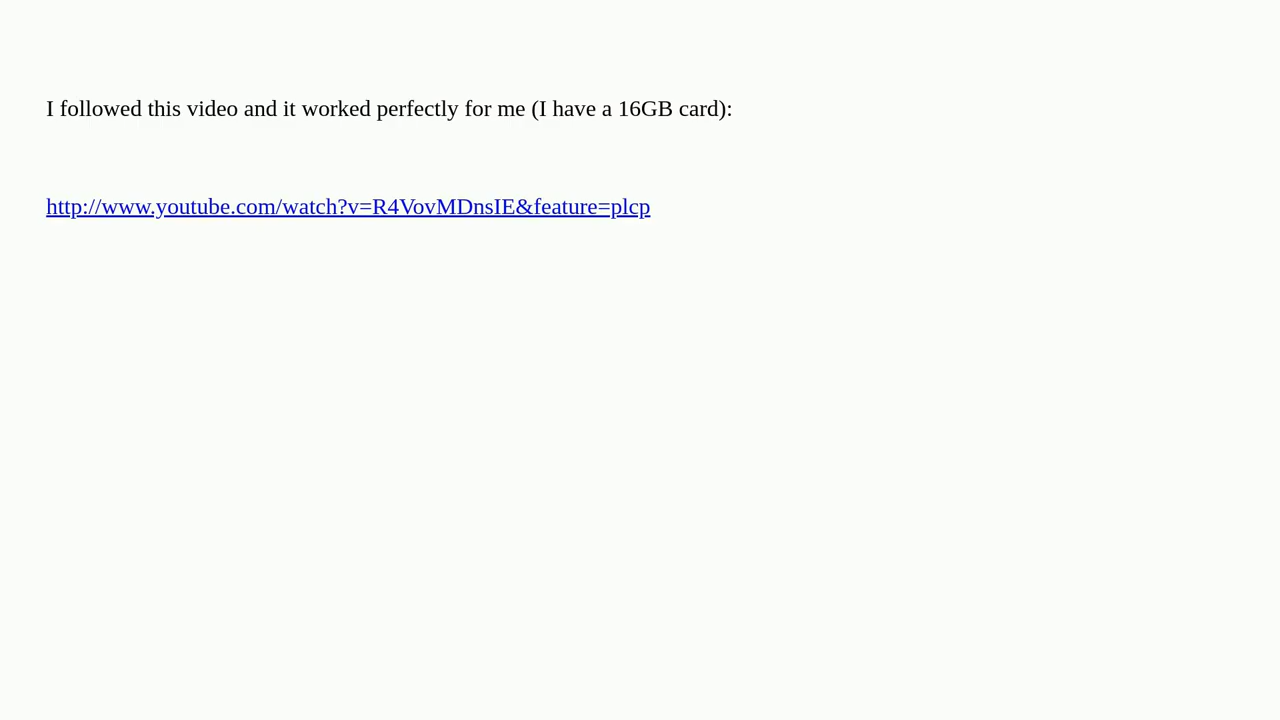 I followed this video and it worked perfectly for me (I have a 16GB card):
http://www.youtube.com/watch?v=R4VovMDnsIE&feature=plcp